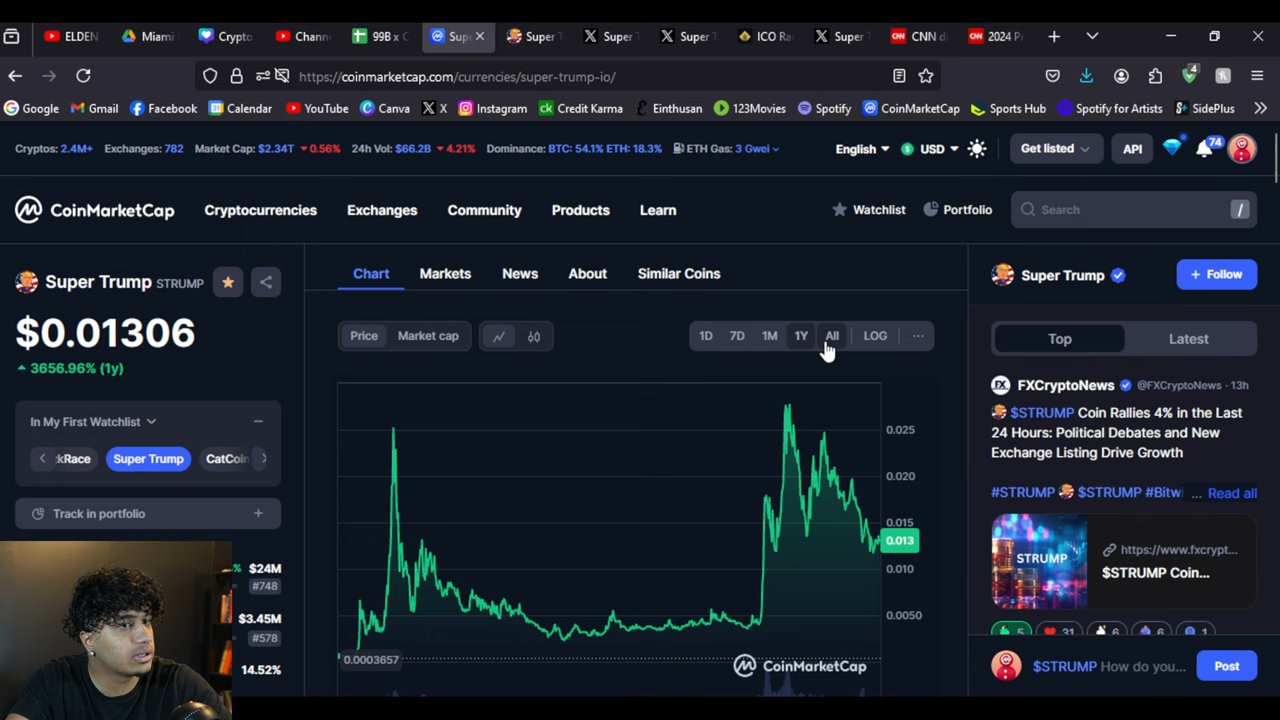 ELDEN
Miami
Crypto
Chann
99B x C
Sup
Super T
Super
Super
ICO Ra
Super T
CNN d
2024 P
https://coinmarketcap.com/currencies/super-trump-io/
4
Google
Gmail
Facebook
Calendar
YouTube
Canva
X
Instagram
Credit Karma
Einthusan
123Movies
Spotify
CoinMarketCap
Sports Hub
Spotify for Artists
SidePlus
Cryptos: 2.4M+
Exchanges: 782
Market Cap: $2.34T 0.56%
24h Vol: $66.2B 4.21%
Dominance: BTC: 54.1% ETH: 18.3%
ETH Gas: 3 Gwei
English
USD
Get listed
API
74
CoinMarketCap
Cryptocurrencies
Exchanges
Community
Products
Learn
Watchlist
Portfolio
Search
/
Super Trump STRUMP
$0.01306
3656.96% (1y)
In My First Watchlist
kRace
Super Trump
CatCoin
Track in portfolio
% $24M
#748
$3.45M
#578
14.52%
Chart
Markets
News
About
Similar Coins
Price
Market cap
1D
7D
1M
1Y
All
LOG
0.025
0.020
0.015
0.013
0.010
0.0050
0.0003657
CoinMarketCap
Super Trump
+ Follow
Top
Latest
FXCryptoNews @FXCryptoNews · 13h
$STRUMP Coin Rallies 4% in the Last
24 Hours: Political Debates and New
Exchange Listing Drive Growth
#STRUMP $STRUMP #Bitw ... Read all
STRUMP
https://www.fxcrypt...
$STRUMP Coin...
5
31
6
6
1
$STRUMP How do you...
Post